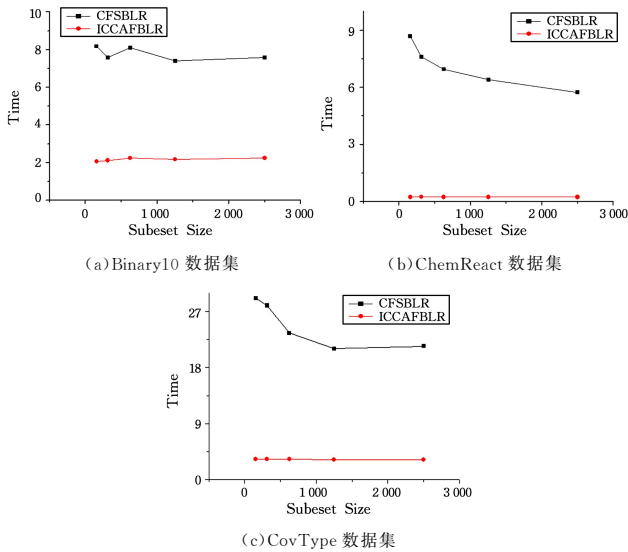 10
8
6
4
2
0
Time
CFSBLR
ICCAFBLR
0 1 000 2 000 3 000
Subeset Size
(a)Binary10 数据集
9
6
3
0
Time
CFSBLR
ICCAFBLR
0 1 000 2 000 3 000
Subeset Size
(b)ChemReact 数据集
27
18
9
0
Time
CFSBLR
ICCAFBLR
0 1 000 2 000 3 000
Subeset Size
(c)CovType 数据集